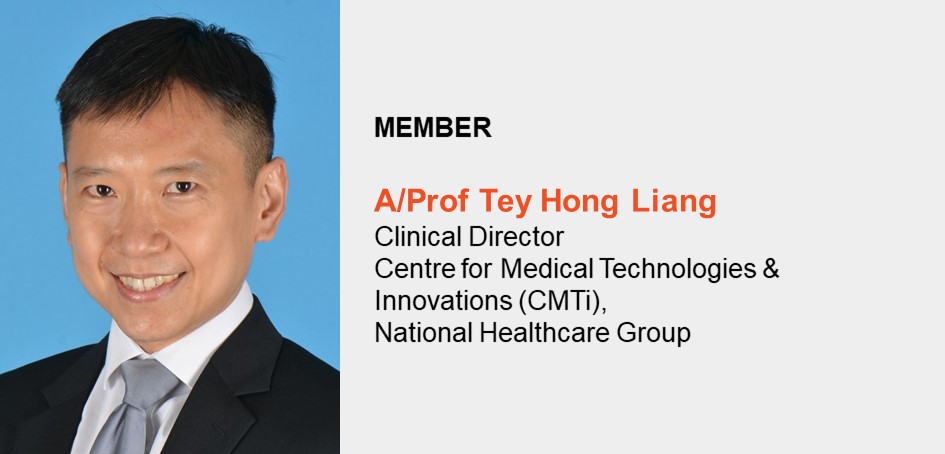 MEMBER
A/Prof Tey Hong Liang
Clinical Director
Centre for Medical Technologies &
Innovations (CMTi),
National Healthcare Group